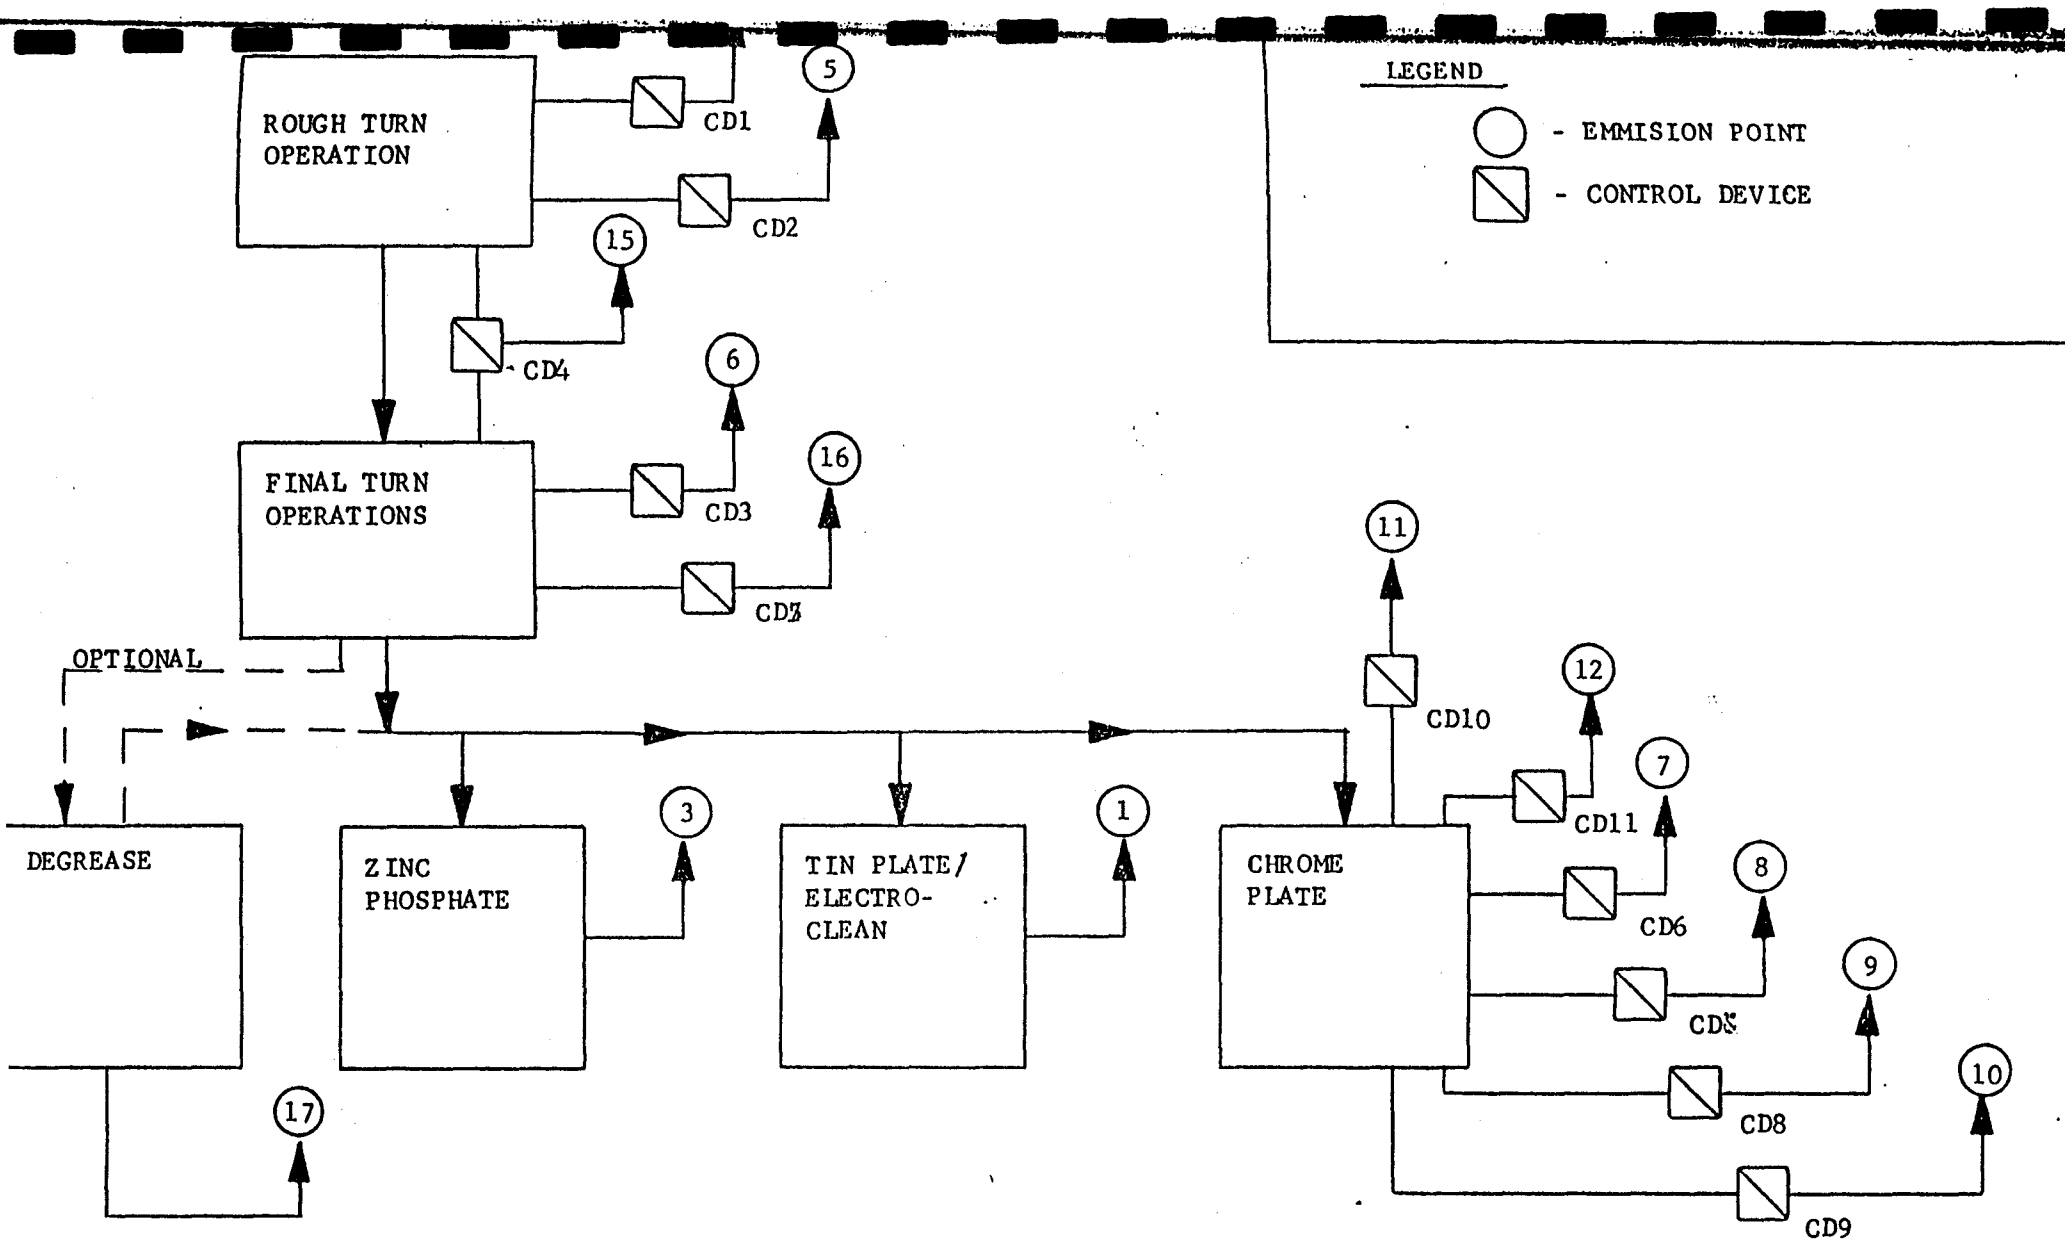 LEGEND
- EMMISION POINT
- CONTROL DEVICE
5
ROUGH TURN
OPERATION
CD1
CD2
15
CD4
6
16
FINAL TURN
OPERATIONS
CD3
OPTIONAL
11
12
CD10
7
CD11
3
1
8
DEGREASE
ZINC
PHOSPHATE
TIN PLATE/
ELECTRO-
CLEAN
CHROME
PLATE
CD6
9
10
CD8
17
CD9